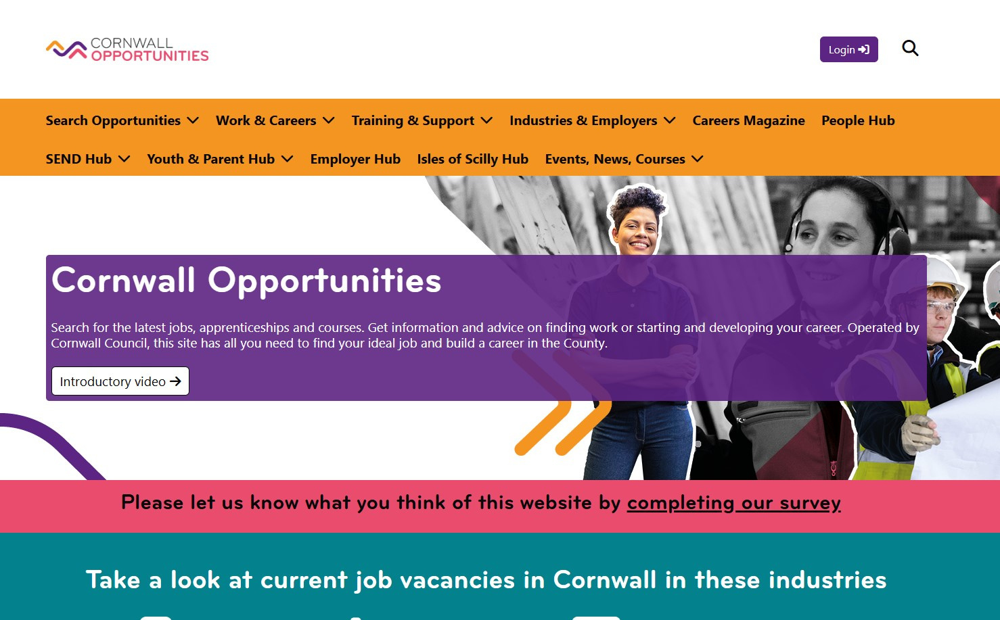 CORNWALL
OPPORTUNITIES
Login
Search Opportunities Work & Careers Training & Support Industries & Employers Careers Magazine People Hub
SEND Hub Youth & Parent Hub Employer Hub Isles of Scilly Hub Events, News, Courses
Cornwall Opportunities
Search for the latest jobs, apprenticeships and courses. Get information and advice on finding work or starting and developing your career. Operated by
Cornwall Council, this site has all you need to find your ideal job and build a career in the County.
Introductory video
Please let us know what you think of this website by completing our survey
Take a look at current job vacancies in Cornwall in these industries